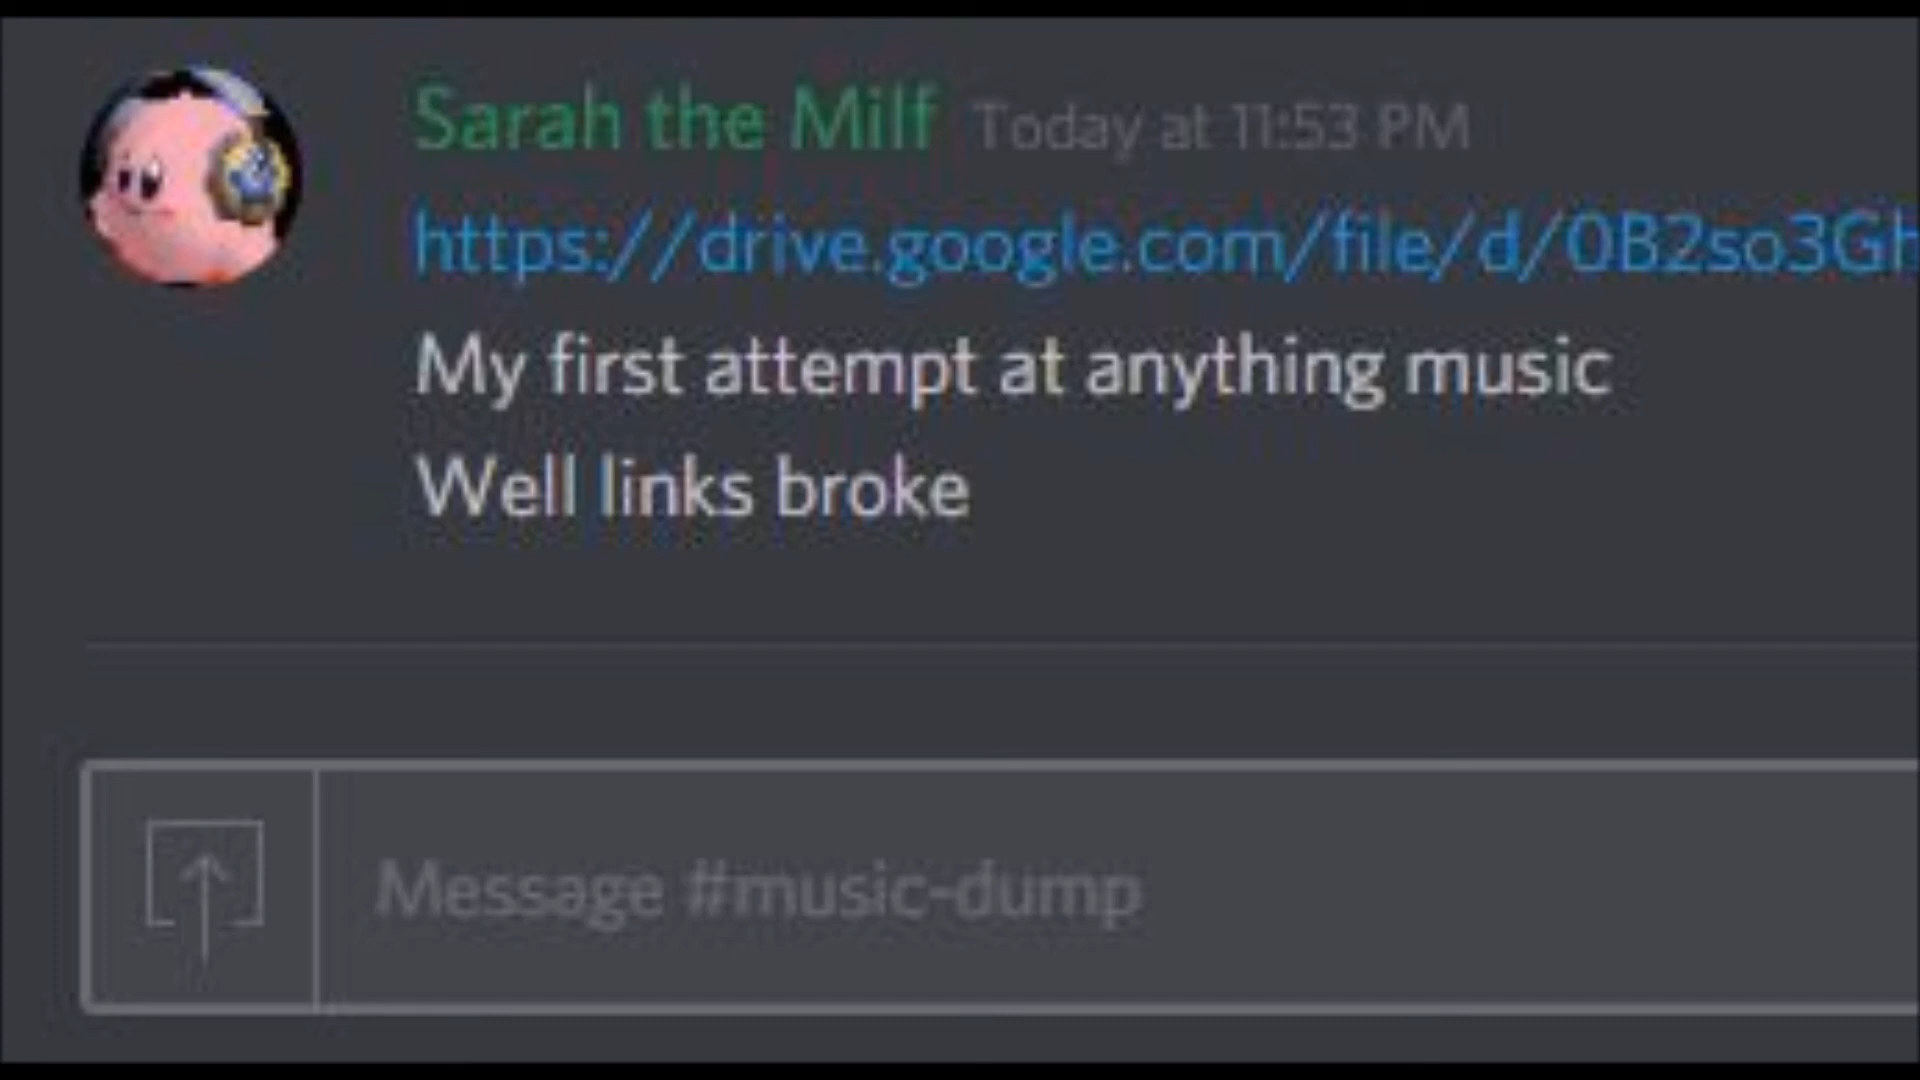 Sarah the Milf Today at 11:53 PM
https://drive.google.com/file/d/0B2so3Gh
My first attempt at anything music
Well links broke
Message #music-dump